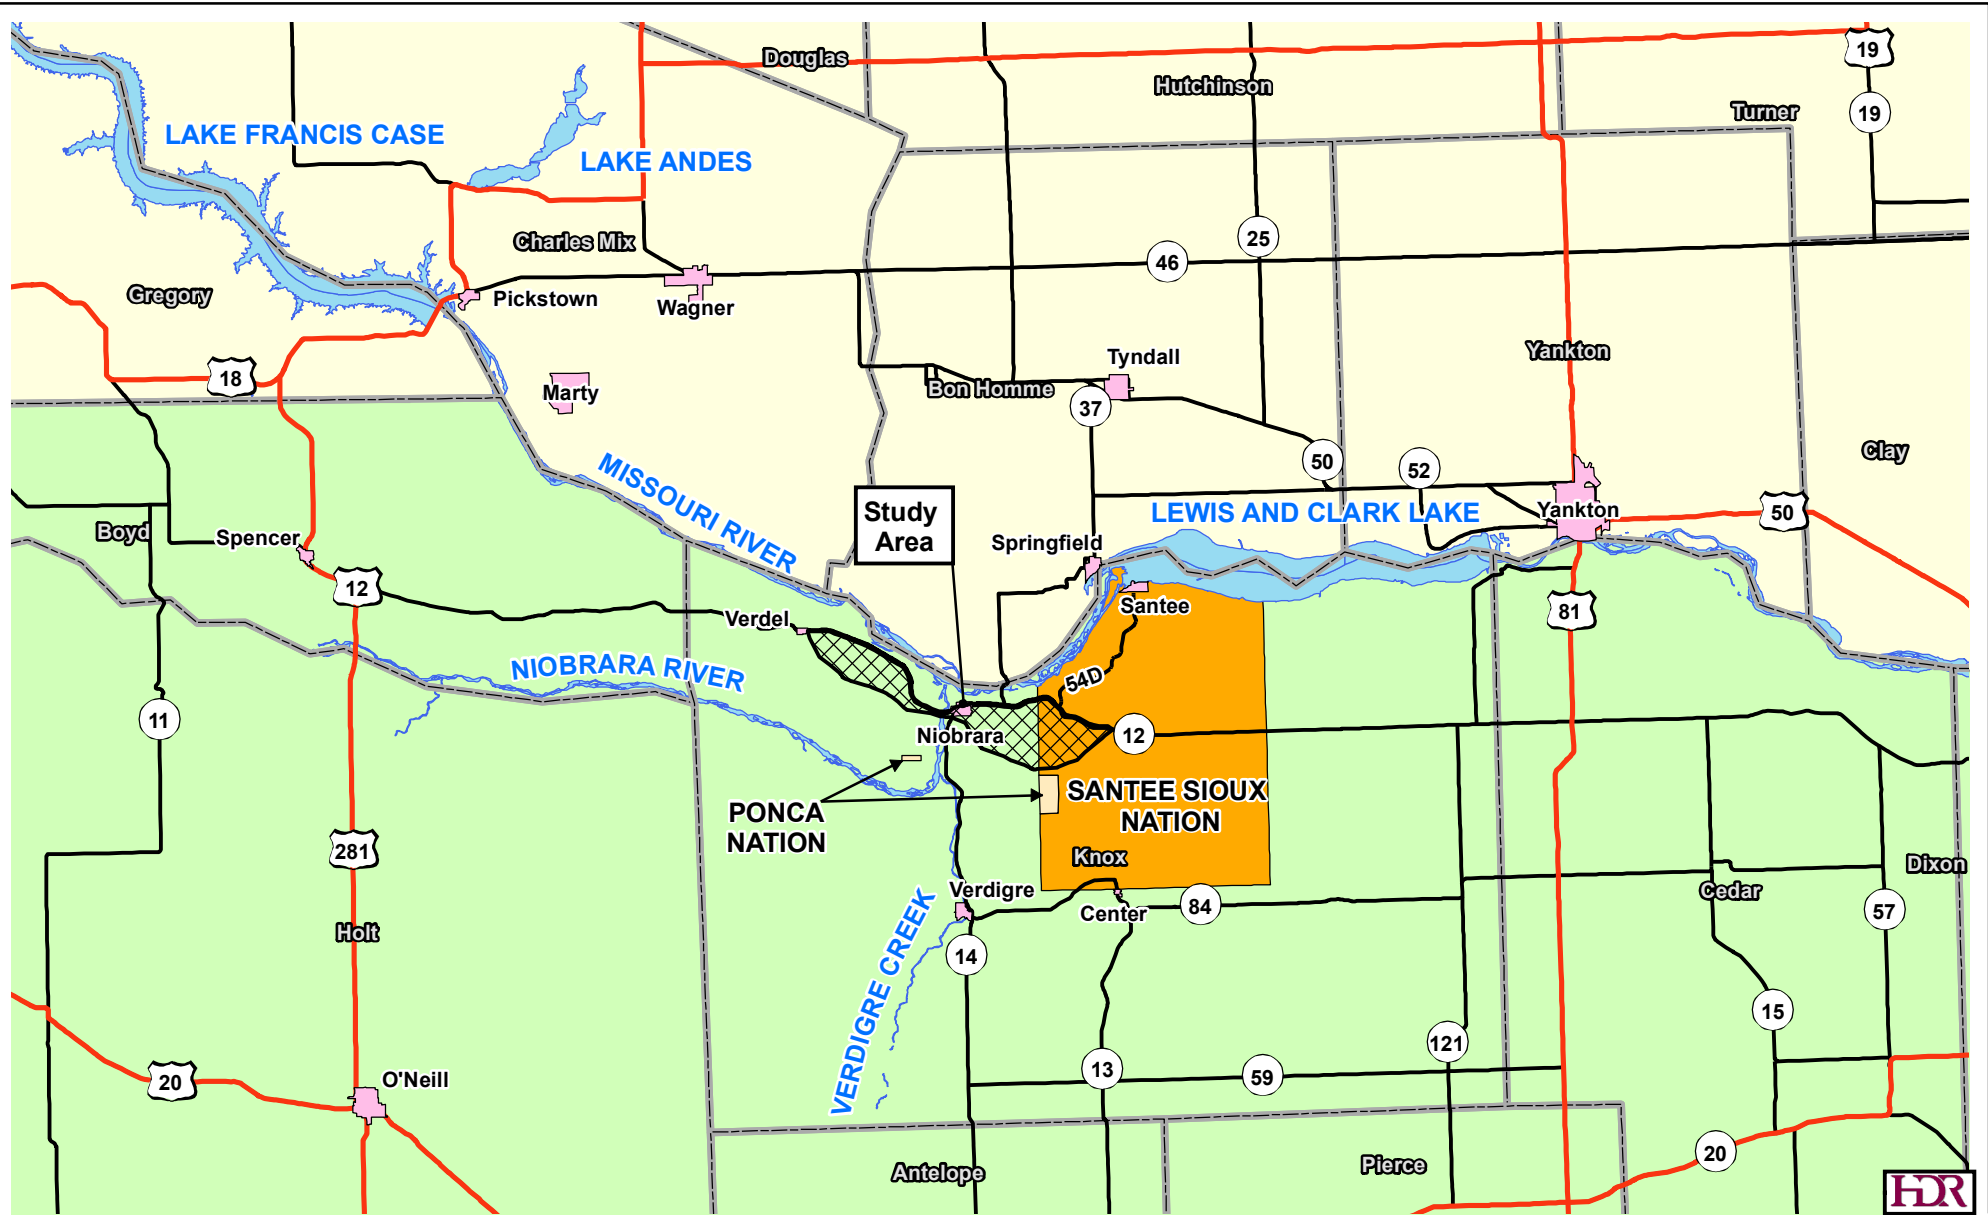 Douglas
19
Hutchinson
Turner
19
LAKE FRANCIS CASE
LAKE ANDES
Charles Mix
25
46
Gregory
Pickstown
Wagner
18
Tyndall
Yankton
Marty
Bon Homme
37
Clay
50
52
MISSOURI RIVER
Study
Area
LEWIS AND CLARK LAKE
Yankton
50
Boyd
Spencer
Springfield
12
Santee
81
Verdel
NIOBRARA RIVER
54D
11
Niobrara
12
PONCA
NATION
SANTEE SIOUX
NATION
281
Knox
Dixon
Verdigre
Center
84
Cedar
57
Holt
VERDIGRE CREEK
14
15
121
20
O'Neill
13
59
Antelope
Pierce
20
HDR